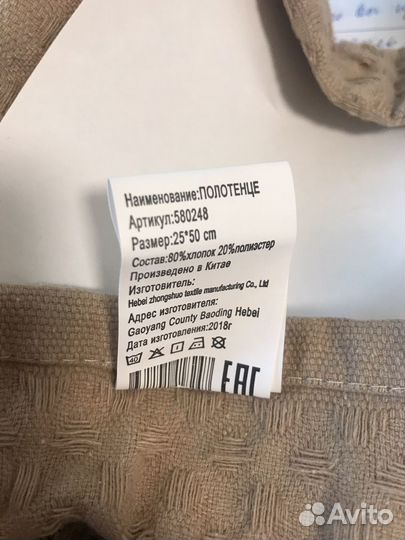 Наименование:ПОЛОТЕНЦЕ
Артикул:580248
Размер:25*50 cm
Состав:80%хлопок 20%полиэстер
Произведено в Китае
Изготовитель:
Hebei zhongshuo textile manufacturing Co., Ltd
Адрес изготовителя:
Gaoyang County Baoding Hebei
Дата изготовления:2018г
40
EAC
Avito